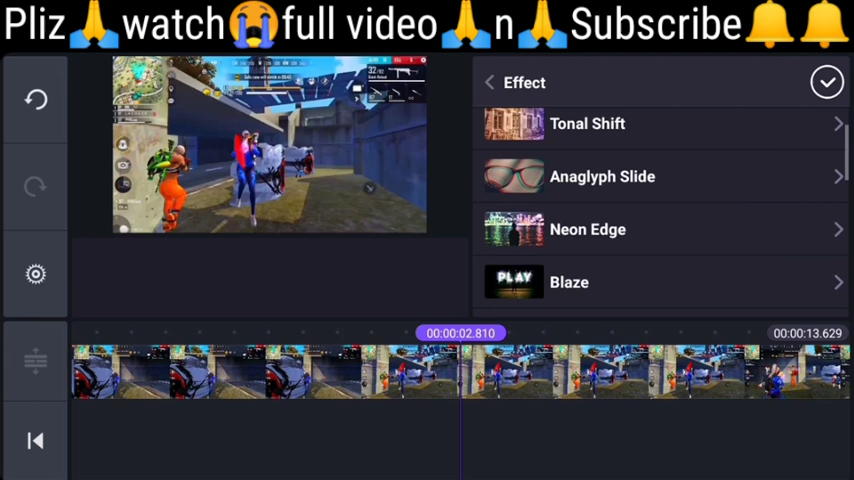 Pliz🙏watch😭full video🙏n🙏Subscribe🔔🔔
Effect
Tonal Shift
Anaglyph Slide
Neon Edge
PLAY
Blaze
00:00:02.810
00:00:13.629